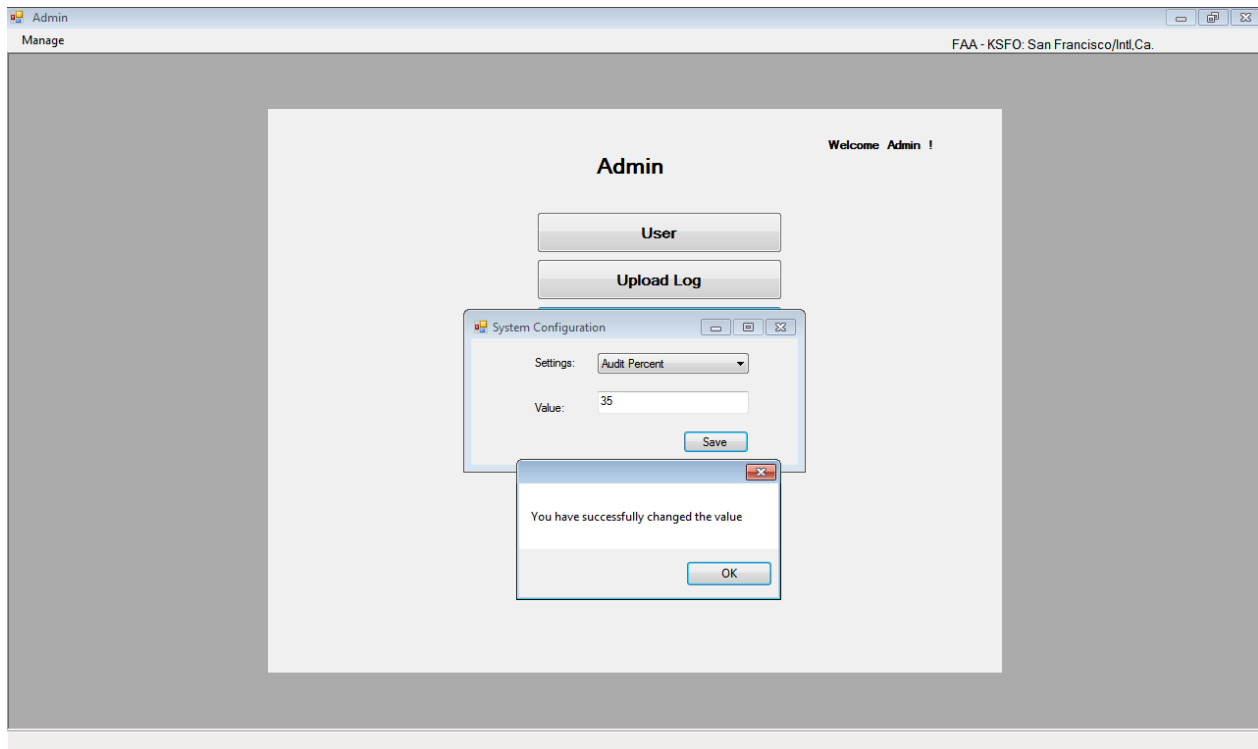 Admin
Manage
FAA - KSFO: San Francisco/Intl,Ca.
Welcome Admin !
Admin
User
Upload Log
System Configuration
Settings: Audit Percent
Value: 35
Save
You have successfully changed the value
OK